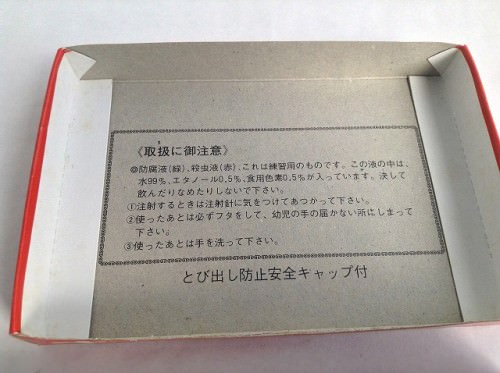 《取扱に御注意》
◎防腐液(緑)、殺虫液(赤)、これは練習用のものです。この液の中は、
水99%、エタノール0.5%、食用色素0.5%が入っています。決して
飲んだりなめたりしないで下さい。
①注射するときは注射針に気をつけてあつかって下さい。
②使ったあとは必ずフタをして、幼児の手の届かない所にしまって
下さい。
③使ったあとは手を洗って下さい。
とび出し防止安全キャップ付